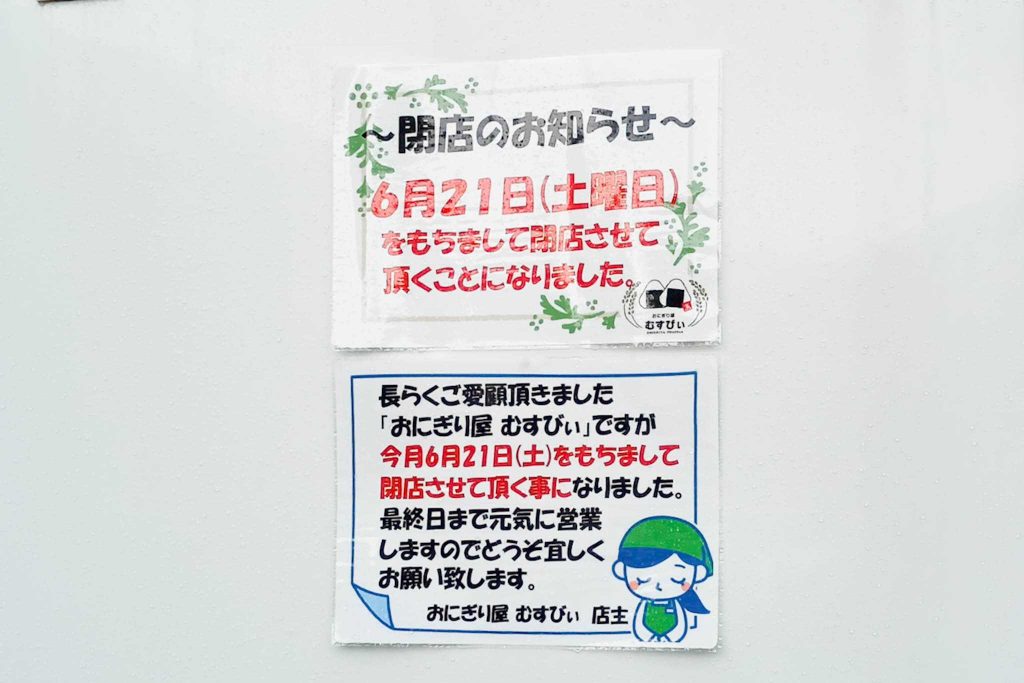 ～閉店のお知らせ～
6月21日(土曜日)
をもちまして閉店させて
頂くことになりました。
おにぎり屋
むすびぃ
長らくご愛顧頂きました
「おにぎり屋 むすびぃ」ですが
今月6月21日(土)をもちまして
閉店させて頂く事になりました。
最終日まで元気に営業
しますのでどうぞ宜しく
お願い致します。
おにぎり屋 むすびぃ 店主